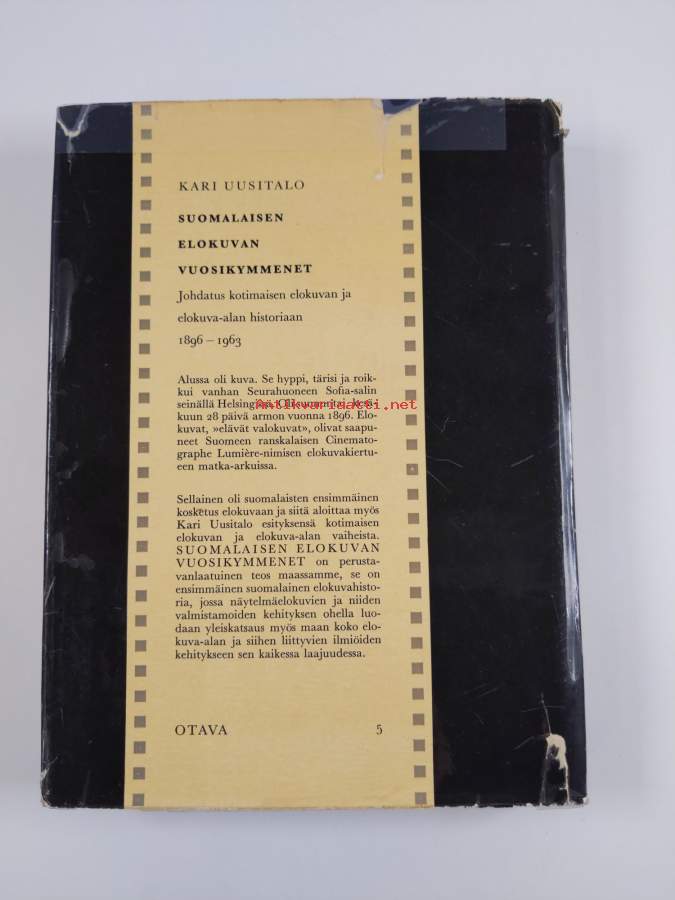 KARI UUSITALO
SUOMALAISEN
ELOKUVAN
VUOSIKYMMENET
Johdatus kotimaisen elokuvan ja
elokuva-alan historiaan
1896 – 1963
Alussa oli kuva. Se hyppi, tärisi ja roik-
kui vanhan Seurahuoneen Sofia-salin
seinällä
Antikvariaatti.net
kuun 28 päivä armon vuonna 1896. Elo-
kuvat, »elävät valokuvat», olivat saapu-
neet Suomeen ranskalaisen Cinemato-
graphe Lumière-nimisen elokuvakiertu-
een matka-arkuissa.
Sellainen oli suomalaisten ensimmäinen
kosketus elokuvaan ja siitä aloittaa myös
Kari Uusitalo esityksensä kotimaisen
elokuvan ja elokuva-alan vaiheista.
SUOMALAISEN ELOKUVAN
VUOSIKYMMENET on perusta-
vanlaatuinen teos maassamme, se on
ensimmäinen suomalainen elokuvahisto-
ria, jossa näytelmäelokuvien ja niiden
valmistamoiden kehityksen ohella luo-
daan yleiskatsaus myös maan koko elo-
kuva-alan ja siihen liittyvien ilmiöiden
kehitykseen sen kaikessa laajuudessa.
OTAVA 5